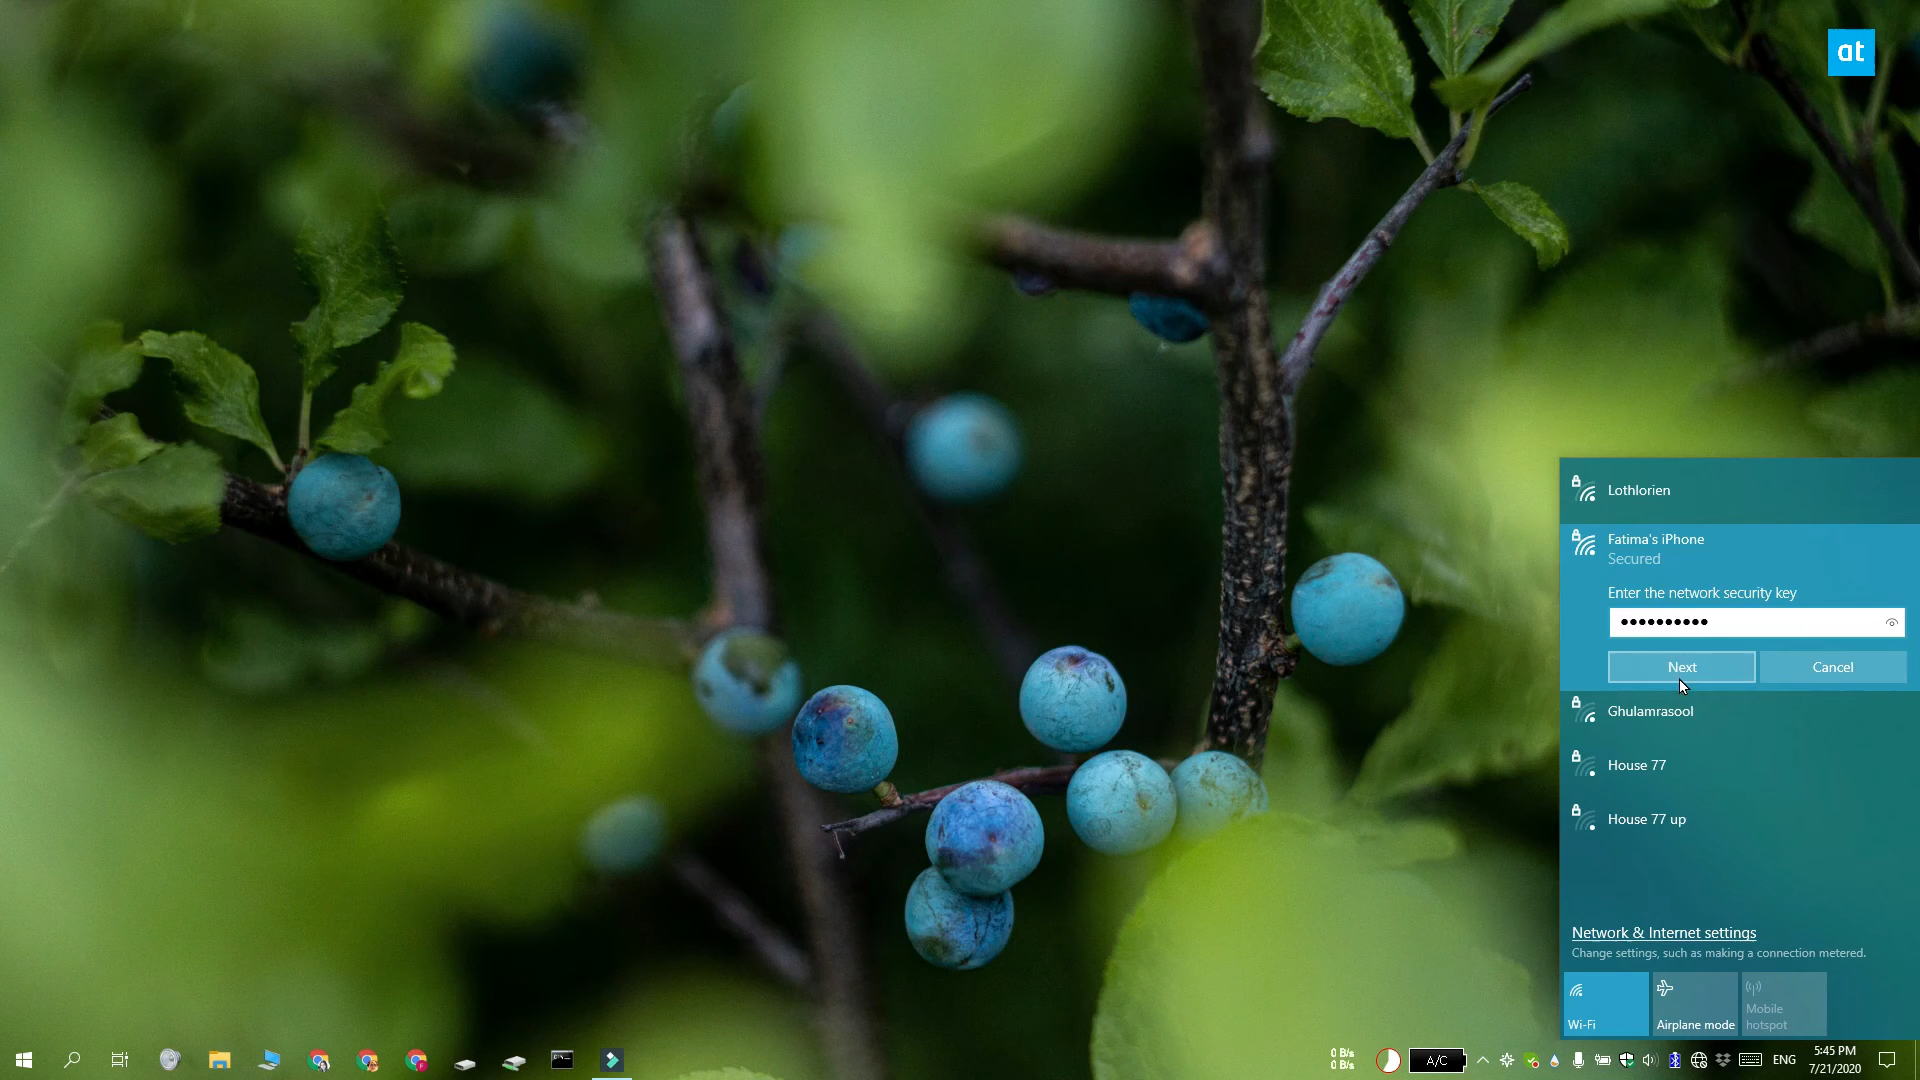 at
Lothlorien
Fatima's iPhone
Secured
Enter the network security key
●●●●●●●●●●
Next
Cancel
Ghulamrasool
House 77
House 77 up
Network & Internet settings
Change settings, such as making a connection metered.
Wi-Fi
Airplane mode
Mobile
hotspot
0 B/s
0 B/s
A/C
ENG
5:45 PM
7/21/2020